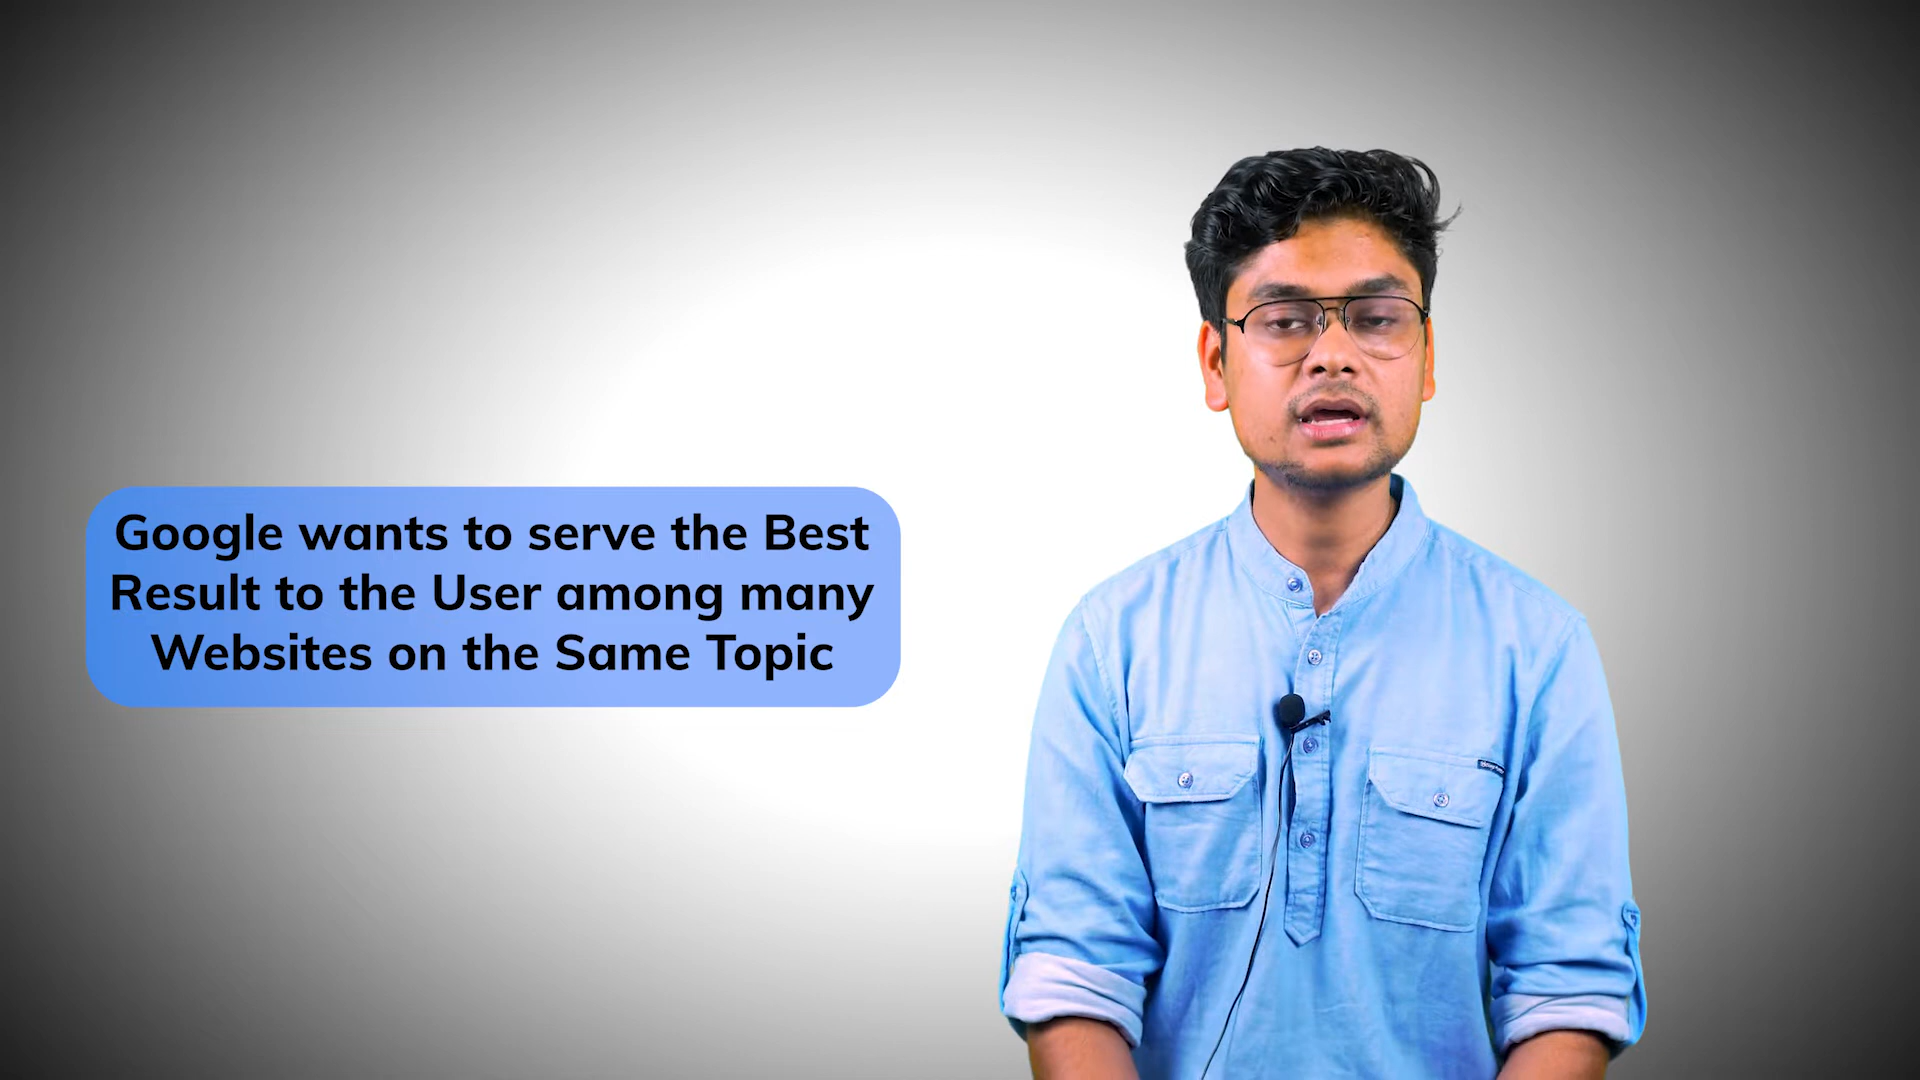 Google wants to serve the Best
Result to the User among many
Websites on the Same Topic